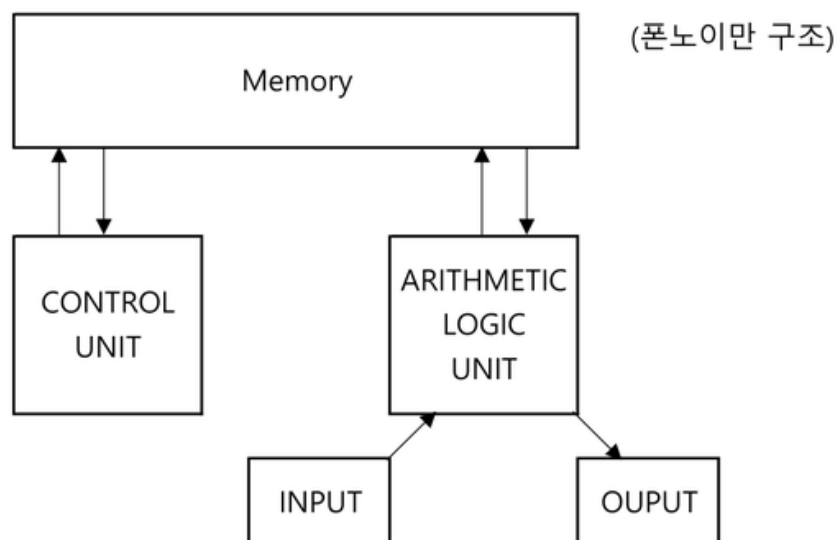 (폰노이만 구조)
Memory
CONTROL
UNIT
ARITHMETIC
LOGIC
UNIT
INPUT
OUPUT